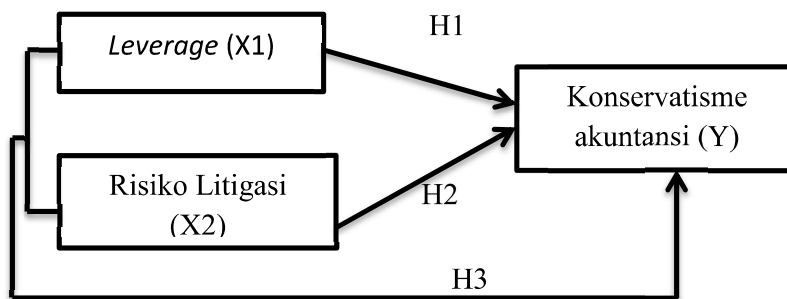 H1
Leverage (X1)
Konservatisme
akuntansi (Y)
Risiko Litigasi
(X2)
H2
H3